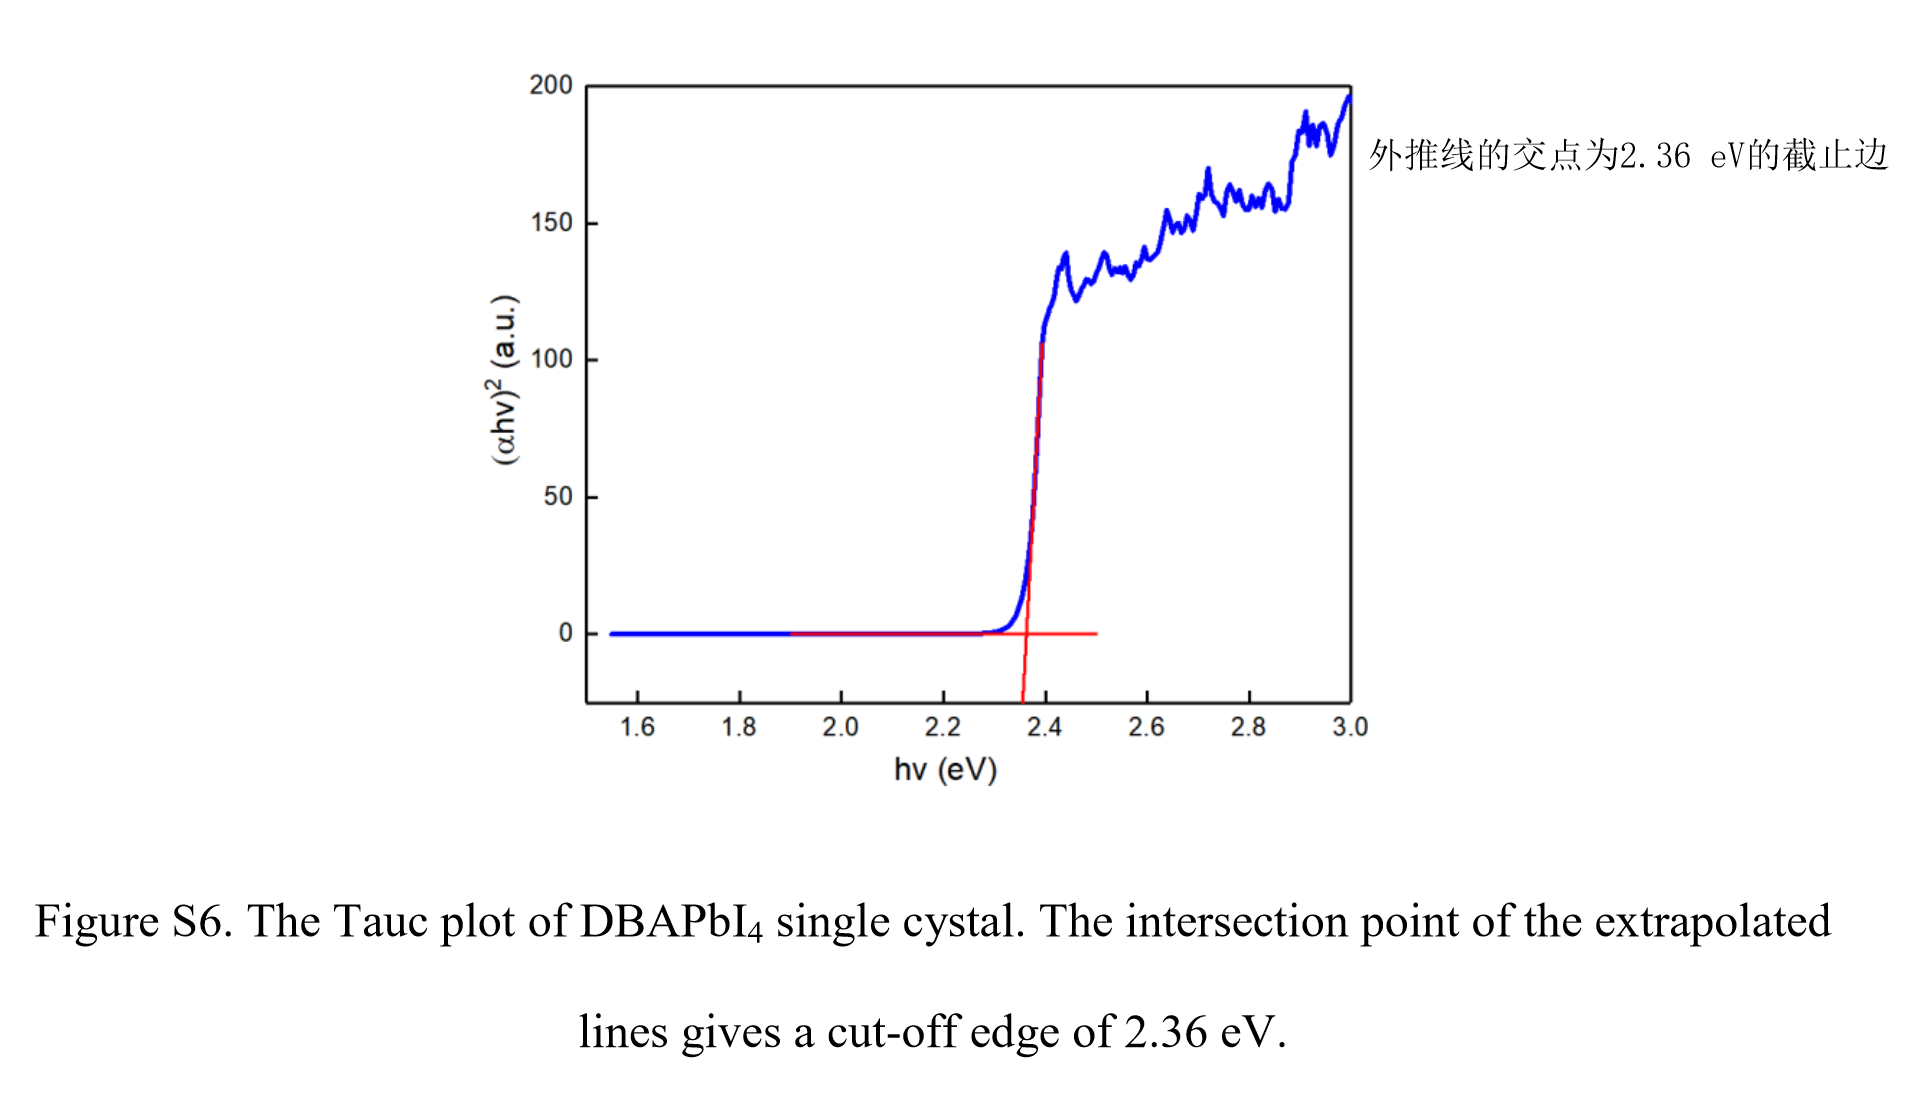 200
外推线的交点为2.36 eV的截止边
150
100
50
0
(αhv)² (a.u.)
1.6 1.8 2.0 2.2 2.4 2.6 2.8 3.0
hv (eV)
Figure S6. The Tauc plot of DBAPbI₄ single cystal. The intersection point of the extrapolated
lines gives a cut-off edge of 2.36 eV.